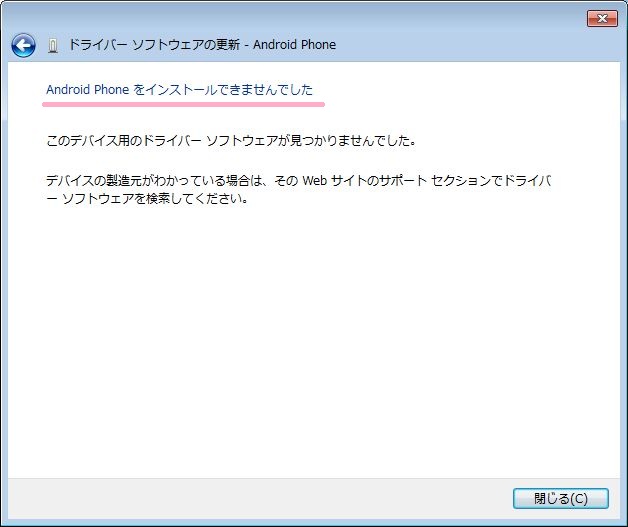 ドライバー ソフトウェアの更新 - Android Phone
Android Phone をインストールできませんでした
このデバイス用のドライバー ソフトウェアが見つかりませんでした。
デバイスの製造元がわかっている場合は、その Web サイトのサポート セクションでドライバ
ー ソフトウェアを検索してください。
閉じる(C)